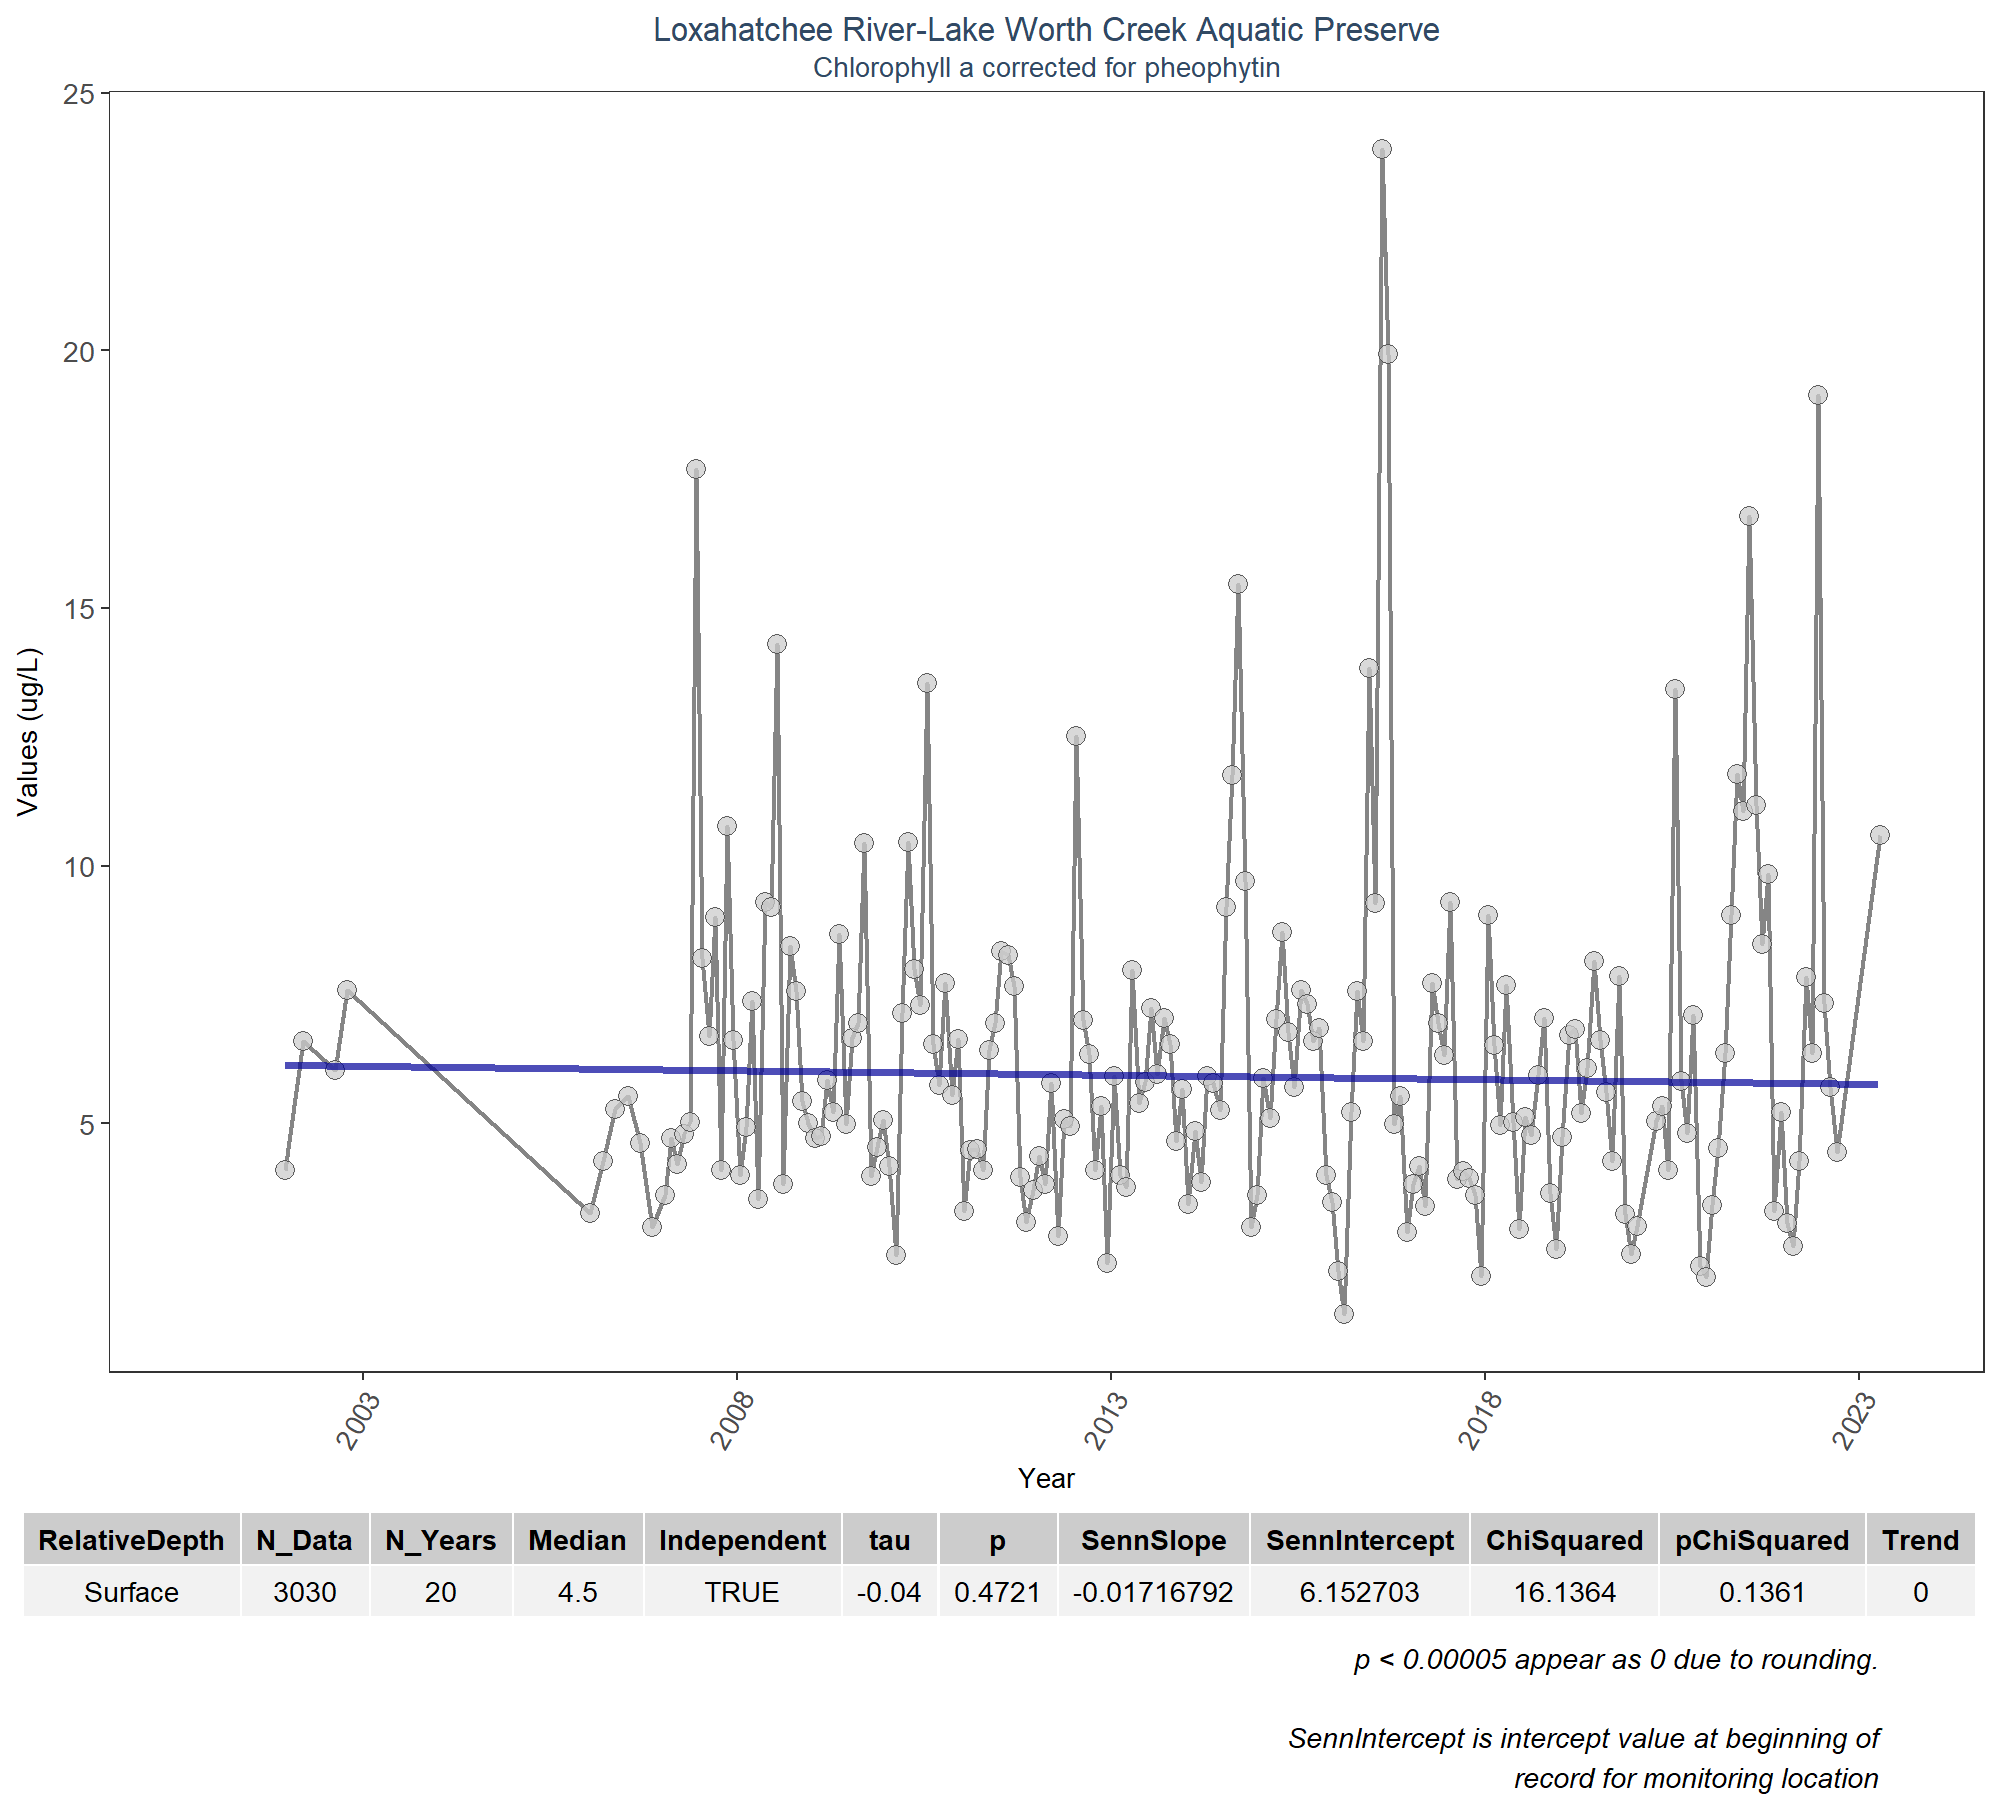 Loxahatchee River-Lake Worth Creek Aquatic Preserve
Chlorophyll a corrected for pheophytin
25
20
15
10
5
Values (ug/L)
2003
2008
2013
2018
2023
Year
RelativeDepth N_Data N_Years Median Independent tau p SennSlope SennIntercept ChiSquared pChiSquared Trend
Surface 3030 20 4.5 TRUE -0.04 0.4721 -0.01716792 6.152703 16.1364 0.1361 0
p < 0.00005 appear as 0 due to rounding.
SennIntercept is intercept value at beginning of
record for monitoring location